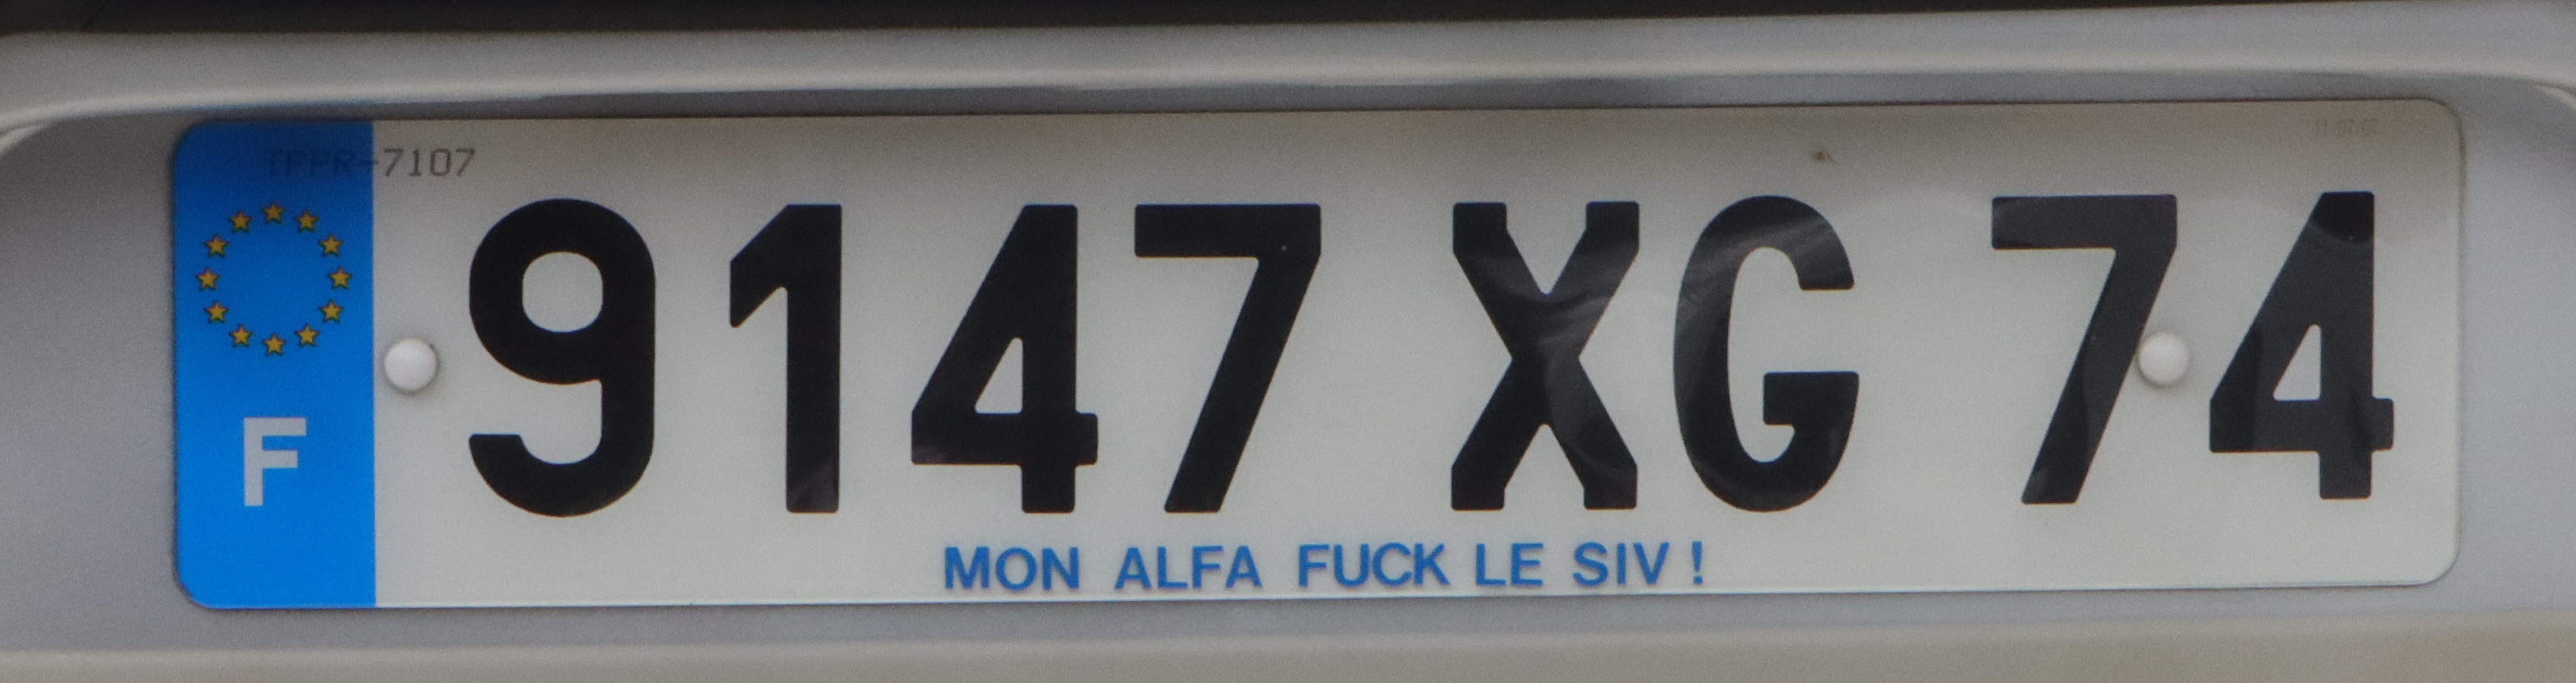 TPPR-7107
F
9147 XG 74
MON ALFA FUCK LE SIV !